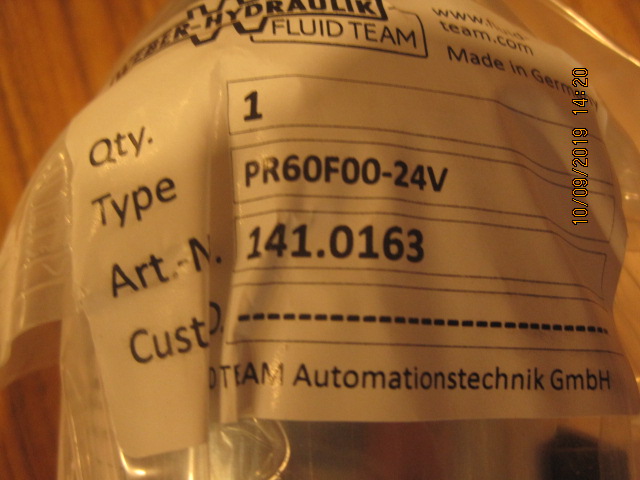 WEBER-HYDRAULIK
FLUID TEAM
www.fluid-
team.com
Made in Germany
Qty. 1
Type PR60F00-24V
Art.-N. 141.0163
Cust. ------------------------------
TEAM Automationstechnik GmbH
10/09/2019 14:20